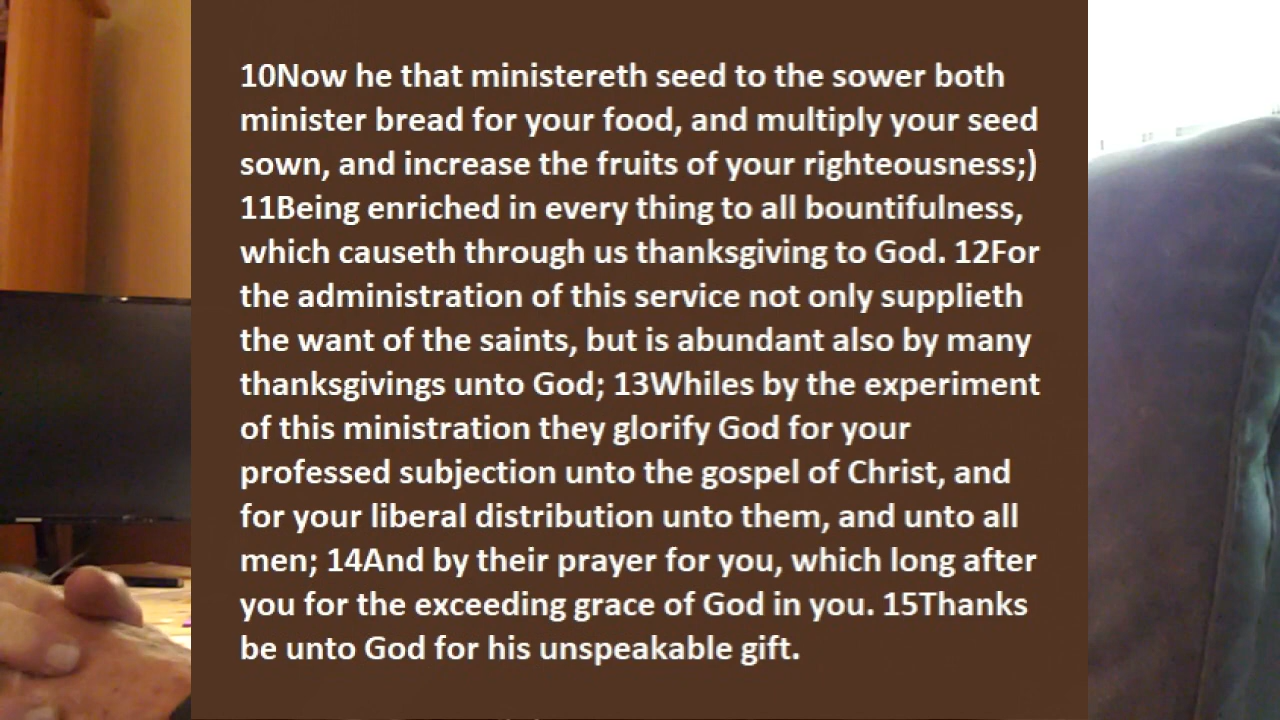 10Now he that ministereth seed to the sower both
minister bread for your food, and multiply your seed
sown, and increase the fruits of your righteousness;)
11Being enriched in every thing to all bountifulness,
which causeth through us thanksgiving to God. 12For
the administration of this service not only supplieth
the want of the saints, but is abundant also by many
thanksgivings unto God; 13Whiles by the experiment
of this ministration they glorify God for your
professed subjection unto the gospel of Christ, and
for your liberal distribution unto them, and unto all
men; 14And by their prayer for you, which long after
you for the exceeding grace of God in you. 15Thanks
be unto God for his unspeakable gift.